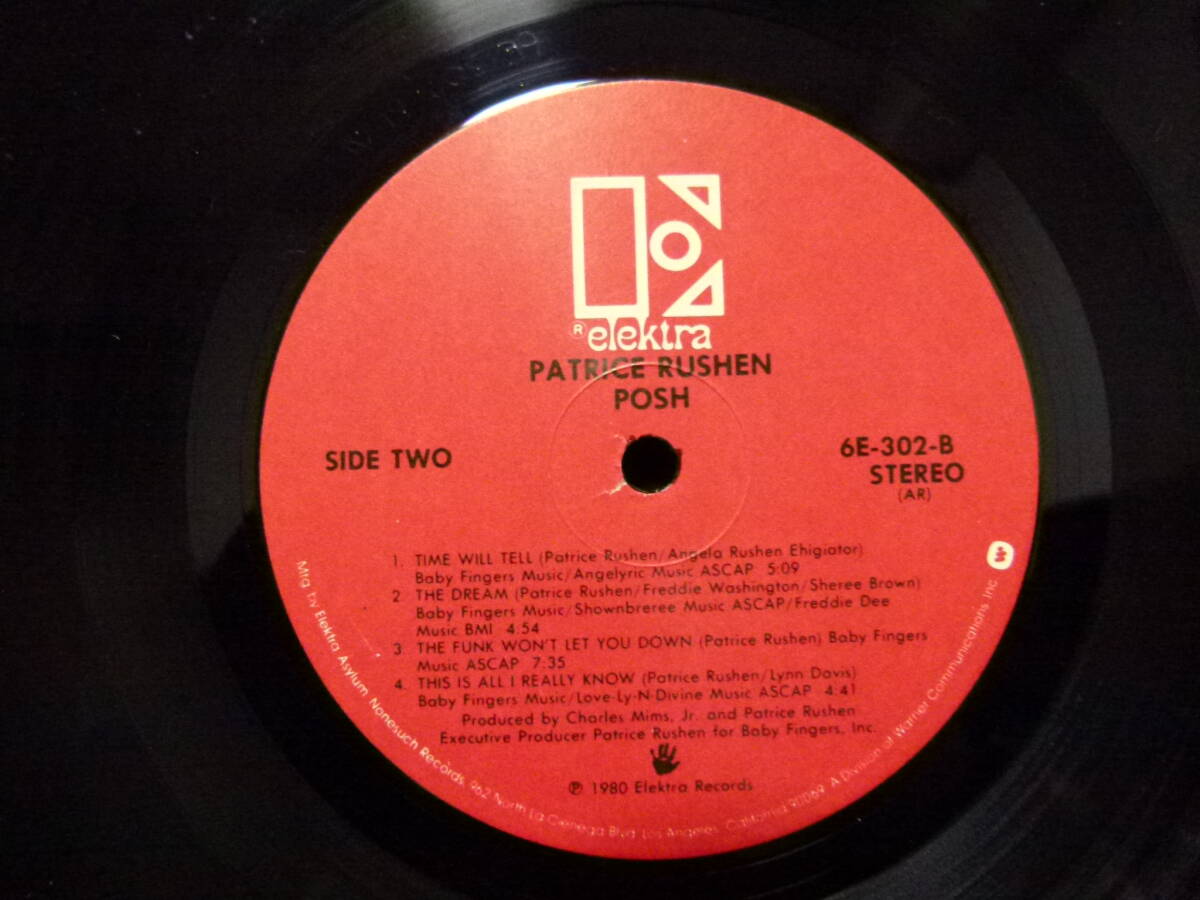 ® elektra
PATRICE RUSHEN
POSH
SIDE TWO
6E-302-B
STEREO
(AR)
1. TIME WILL TELL (Patrice Rushen/Angela Rushen Ehigiator)
Baby Fingers Music/Angelyric Music ASCAP 5:09
2. THE DREAM (Patrice Rushen/Freddie Washington/Sheree Brown)
Baby Fingers Music/Shownbreree Music ASCAP/Freddie Dee
Music BMI 4:54
3. THE FUNK WON'T LET YOU DOWN (Patrice Rushen) Baby Fingers
Music ASCAP 7:35
4. THIS IS ALL I REALLY KNOW (Patrice Rushen/Lynn Davis)
Baby Fingers Music/Love-Ly-N-Divine Music ASCAP 4:41
Produced by Charles Mims, Jr. and Patrice Rushen
Executive Producer Patrice Rushen for Baby Fingers, Inc.
℗ 1980 Elektra Records
Mfg by Elektra Asylum Nonesuch Records, 962 North La Cienega Blvd. Los Angeles, California 90069. A Division of Warner Communications Inc.